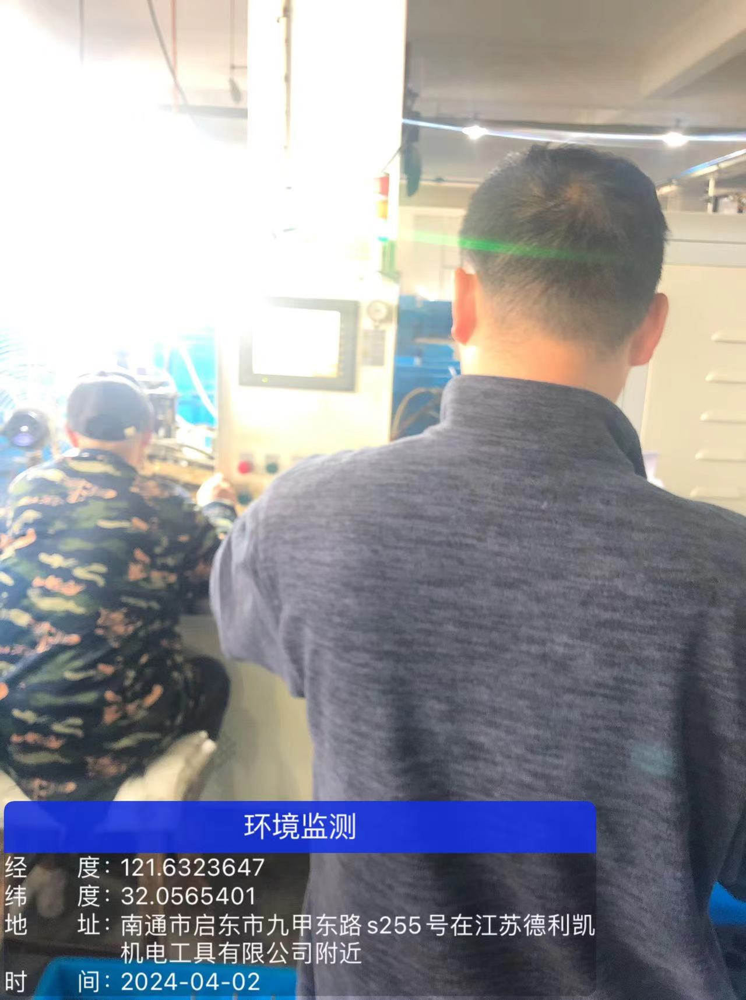 环境监测
经 度：121.6323647
纬 度：32.0565401
地 址：南通市启东市九甲东路s255号在江苏德利凯
机电工具有限公司附近
时 间：2024-04-02